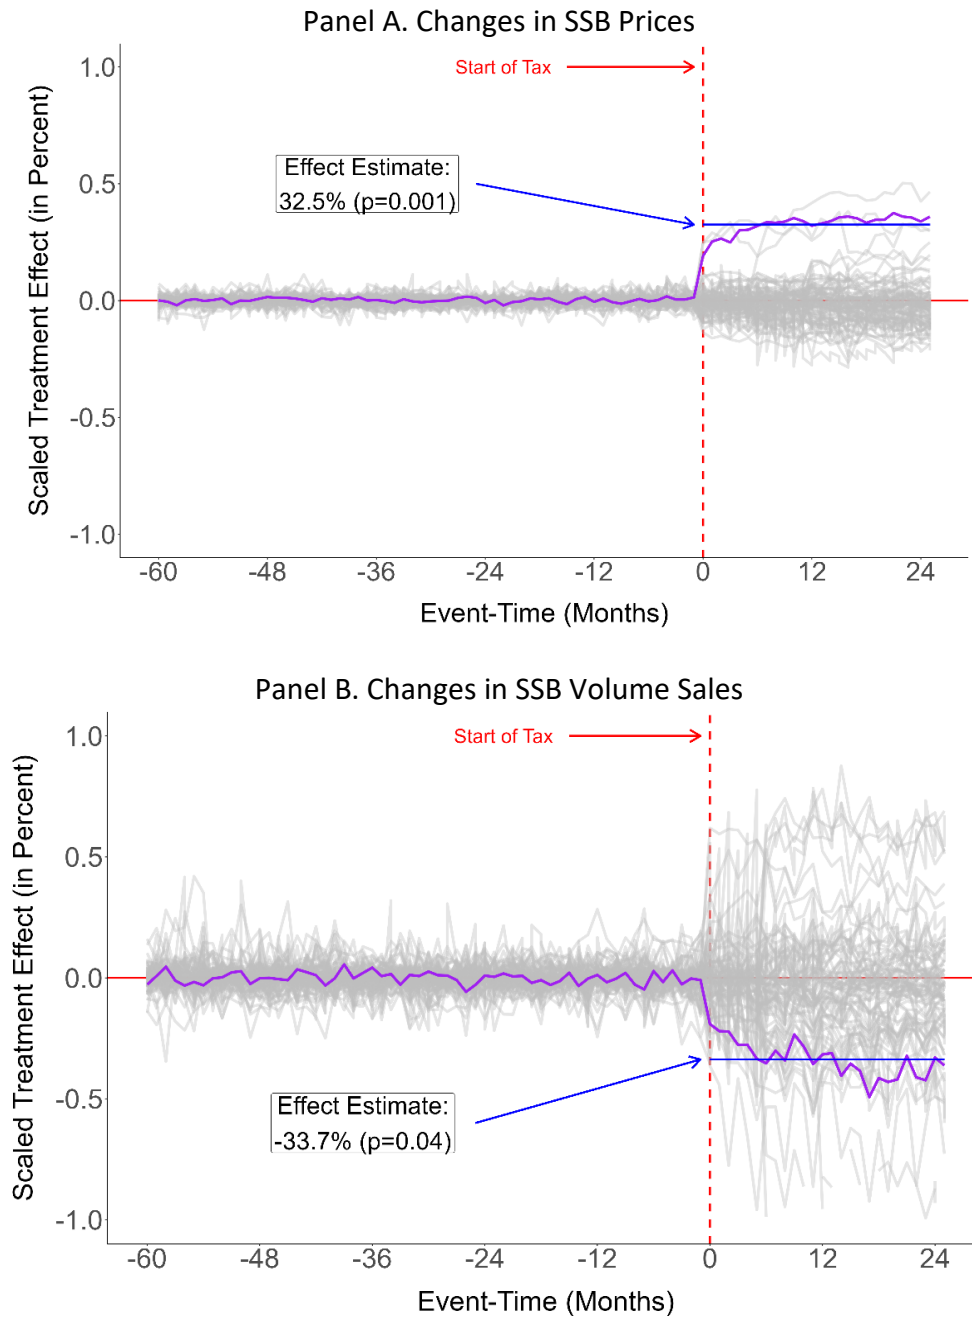 Panel A. Changes in SSB Prices
Scaled Treatment Effect (in Percent)
1.0
0.5
0.0
-0.5
-1.0
Start of Tax
Effect Estimate:
32.5% (p=0.001)
-60 -48 -36 -24 -12 0 12 24
Event-Time (Months)
Panel B. Changes in SSB Volume Sales
Scaled Treatment Effect (in Percent)
1.0
0.5
0.0
-0.5
-1.0
Start of Tax
Effect Estimate:
-33.7% (p=0.04)
-60 -48 -36 -24 -12 0 12 24
Event-Time (Months)